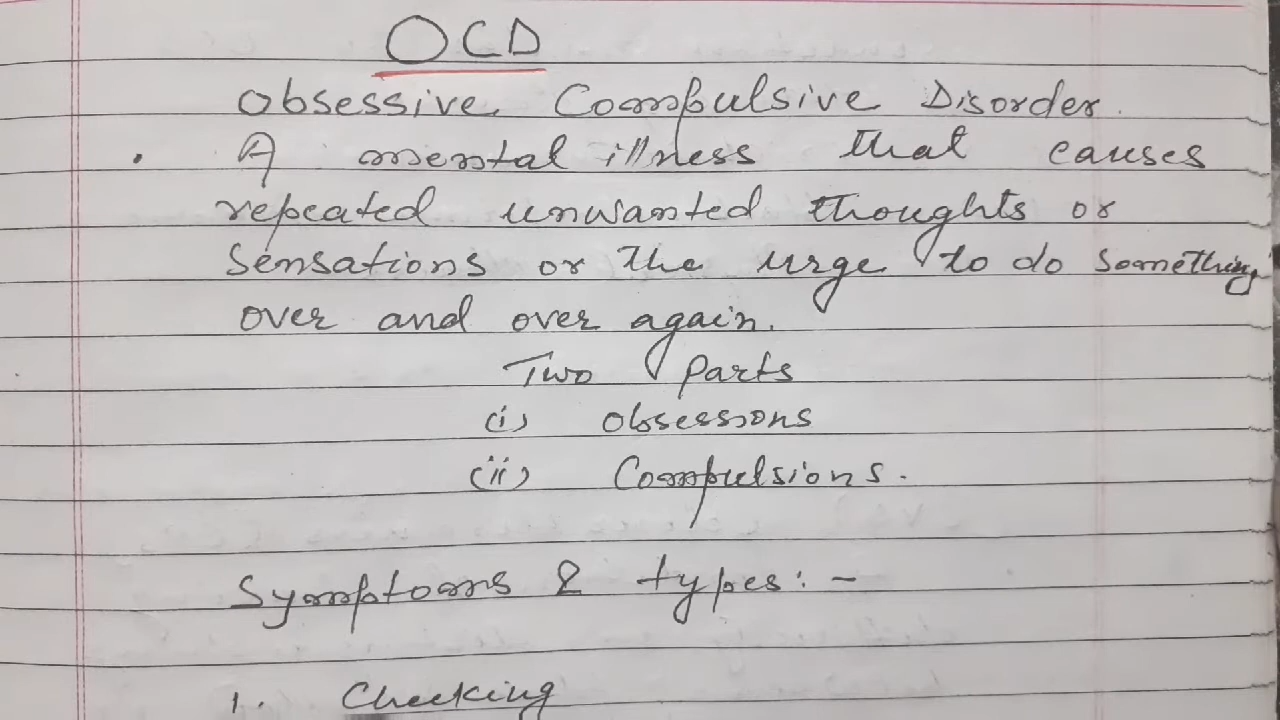 OCD
Obsessive Compulsive Disorder.
. A mental illness that causes
repeated unwanted thoughts or
sensations or the urge to do something
over and over again.
Two Parts
(i) Obsessions
(ii) Compulsions.
Symptoms & types: -
1. Checking